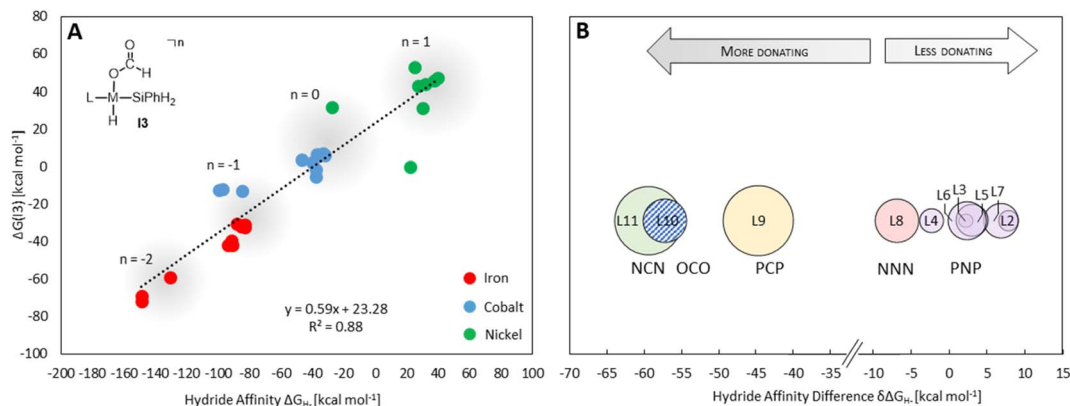 A
80
60
40
20
0
-20
-40
-60
-80
-100
ΔG(I3) [kcal mol-1]
-200 -180 -160 -140 -120 -100 -80 -60 -40 -20 0 20 40 60 80 100
Hydride Affinity ΔGH- [kcal mol-1]
n
O
O H
L M SiPhH2
H I3
n = 1
n = 0
n = -1
n = -2
y = 0.59x + 23.28
R2 = 0.88
Iron
Cobalt
Nickel
B
MORE DONATING
LESS DONATING
L11 L10 L9 L8 L4 L6 L3 L5 L7 L2
NCN OCO PCP NNN PNP
-70 -65 -60 -55 -50 -45 -40 -35 -10 -5 0 5 10 15
Hydride Affinity Difference δΔGH- [kcal mol-1]